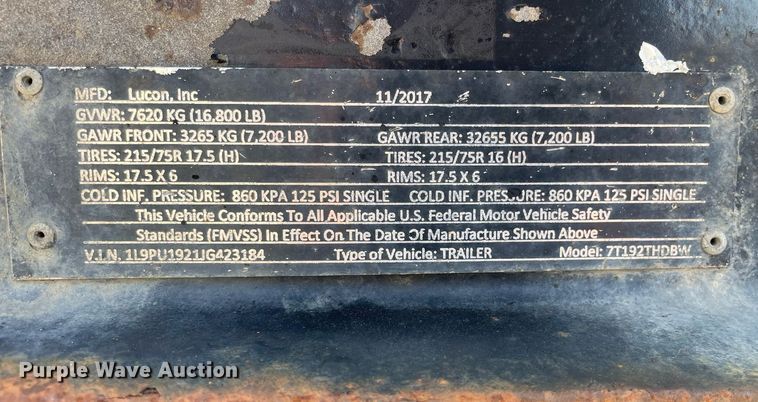 MFD: Lucon, Inc 11/2017
GVWR: 7620 KG (16,800 LB)
GAWR FRONT: 3265 KG (7,200 LB) GAWR REAR: 32655 KG (7,200 LB)
TIRES: 215/75R 17.5 (H) TIRES: 215/75R 16 (H)
RIMS: 17.5 X 6 RIMS: 17.5 X 6
COLD INF. PRESSURE: 860 KPA 125 PSI SINGLE COLD INF. PRESSURE: 860 KPA 125 PSI SINGLE
This Vehicle Conforms To All Applicable U.S. Federal Motor Vehicle Safety
Standards (FMVSS) In Effect On The Date Of Manufacture Shown Above
V.I.N. 1L9PU1921JG423184 Type of Vehicle: TRAILER Model: 7T192THDBW
Purple Wave Auction